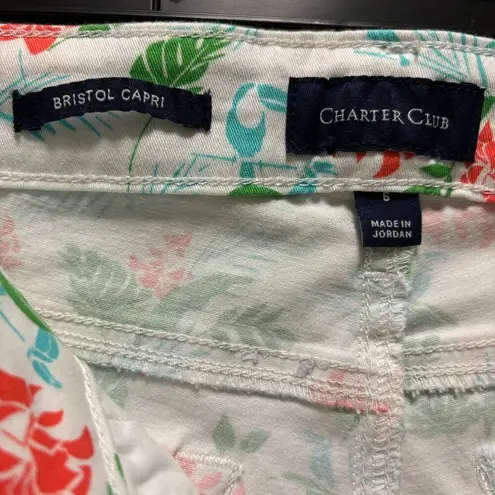 BRISTOL CAPRI
CHARTER CLUB
6
MADE IN
JORDAN